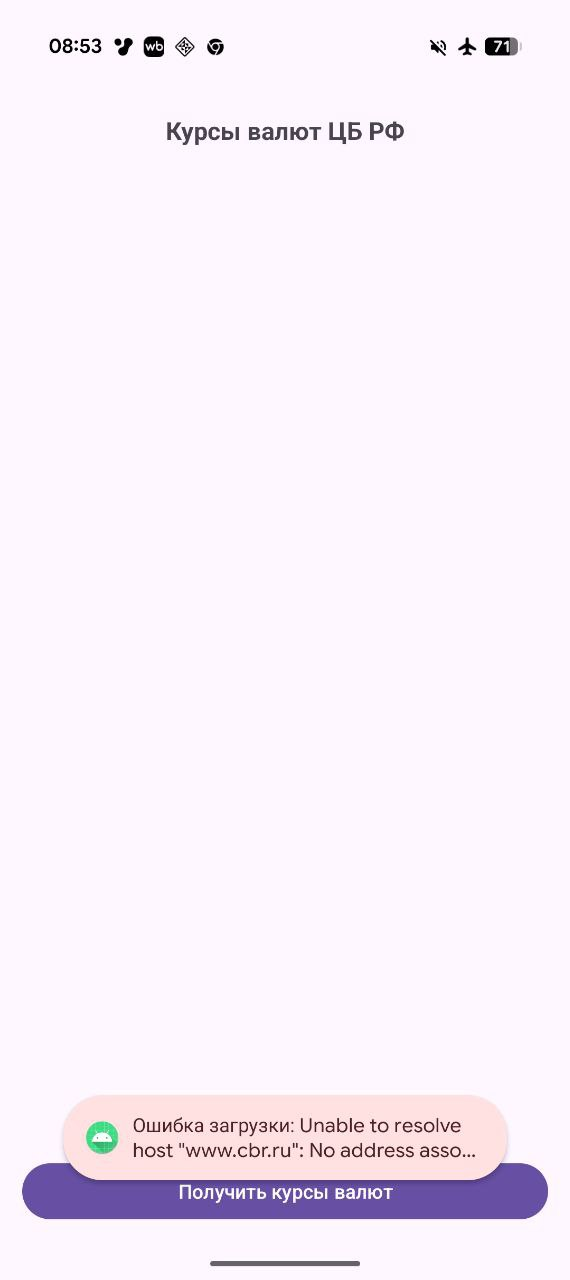 08:53
wb
71
Курсы валют ЦБ РФ
Ошибка загрузки: Unable to resolve
host "www.cbr.ru": No address asso...
Получить курсы валют